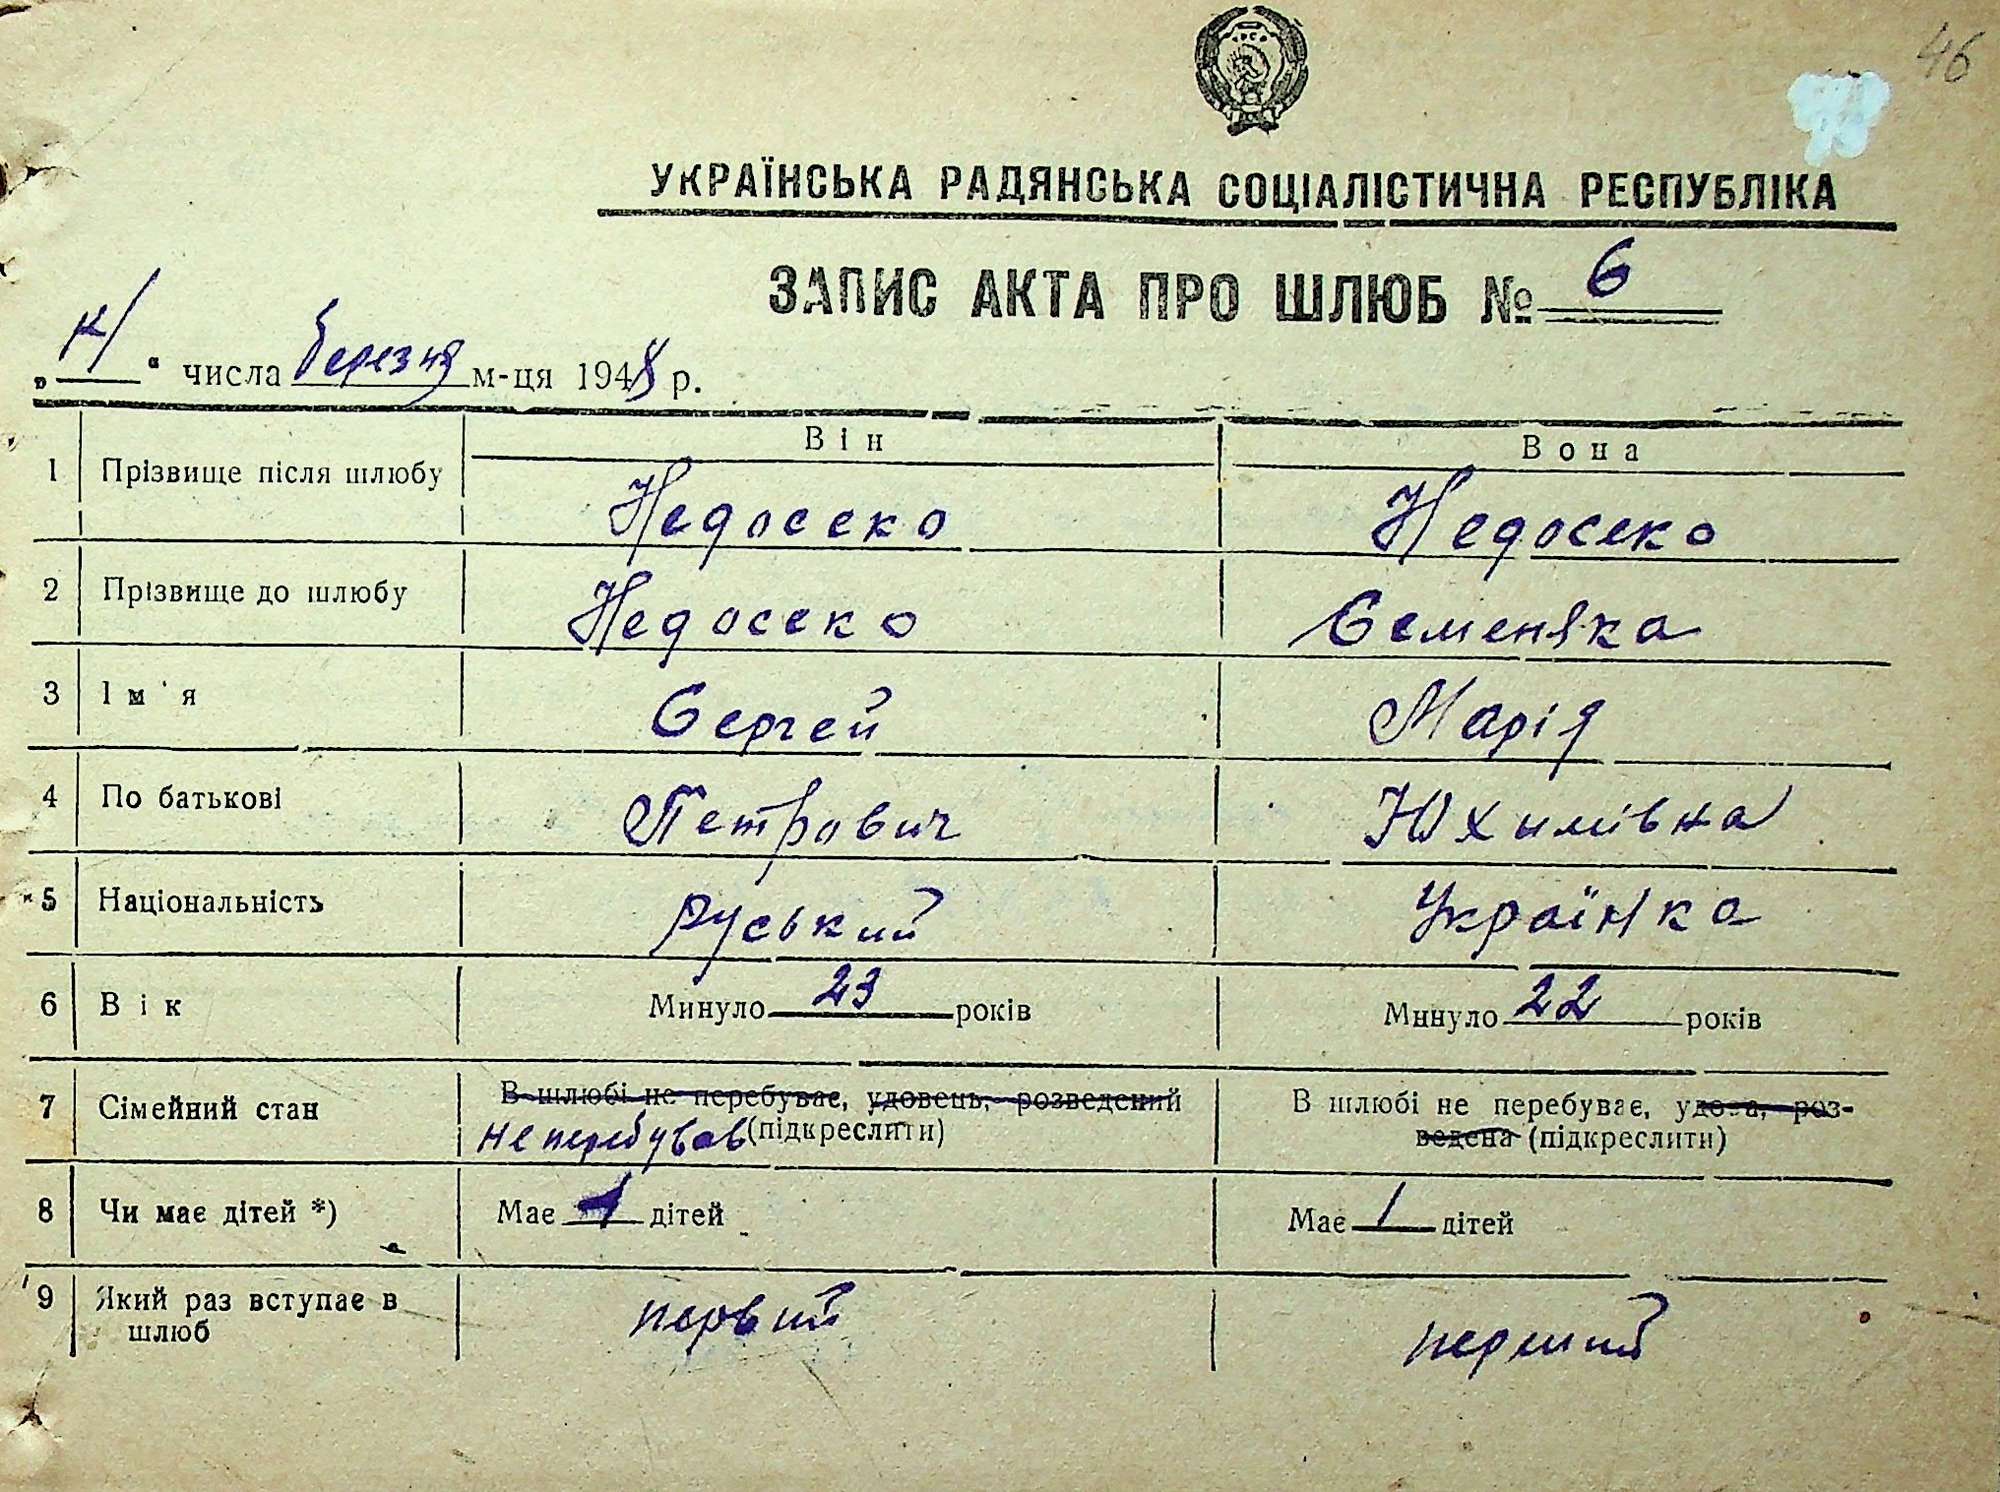 46
УКРАЇНСЬКА РАДЯНСЬКА СОЦІАЛІСТИЧНА РЕСПУБЛІКА
ЗАПИС АКТА ПРО ШЛЮБ № 6
„ “ числа березня м-ця 1948 р.
Він Вона
1 Прізвище після шлюбу Недосеко Недосеко
2 Прізвище до шлюбу Недосеко Семеняка
3 Ім'я Сергей Марія
4 По батькові Петрович Юхимівна
5 Національність Руський Українка
6 Вік Минуло 23 років Минуло 22 років
7 Сімейний стан В шлюбі не перебуває, удовець, розведений В шлюбі не перебуває, удова, роз-
не перебував (підкреслити) ведена (підкреслити)
8 Чи має дітей *) Має 1 дітей Має 1 дітей
9 Який раз вступає в первий перший
шлюб